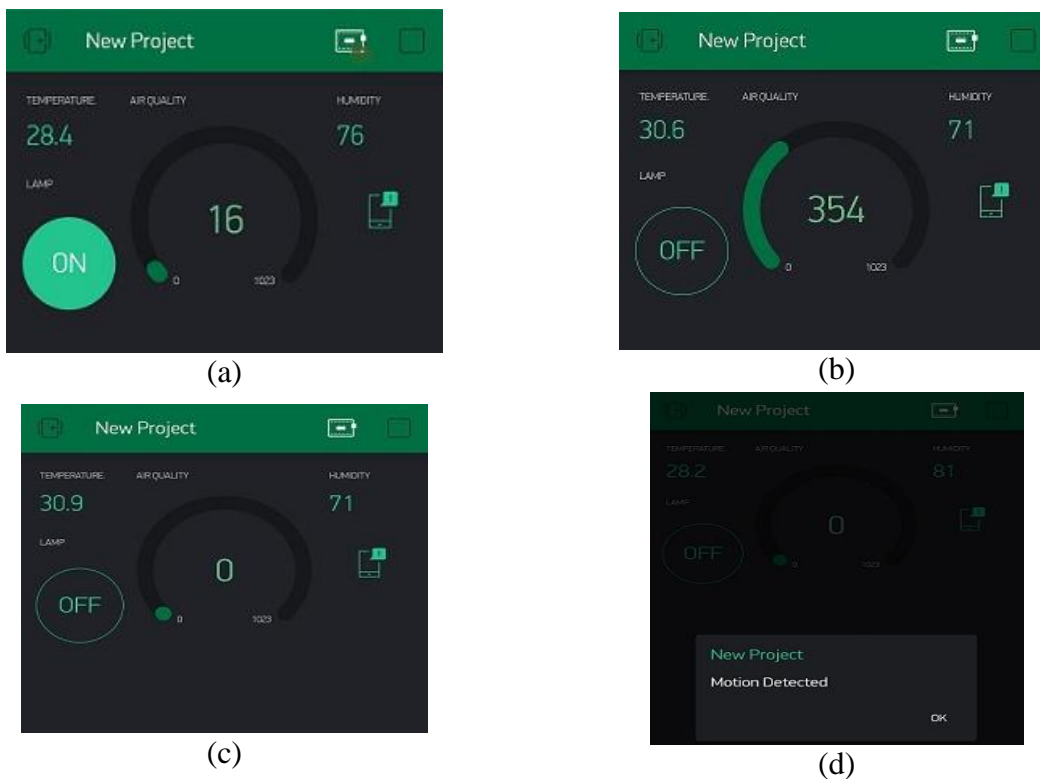 New Project
TEMPERATURE. AIR QUALITY HUMIDITY
28.4 76
LAMP
16
ON
0 1023
(a)
New Project
TEMPERATURE. AIR QUALITY HUMIDITY
30.6 71
LAMP
354
OFF
0 1023
(b)
New Project
TEMPERATURE. AIR QUALITY HUMIDITY
30.9 71
LAMP
0
OFF
0 1023
(c)
New Project
TEMPERATURE. AIR QUALITY HUMIDITY
28.2 81
LAMP
0
OFF
0 1023
New Project
Motion Detected
OK
(d)